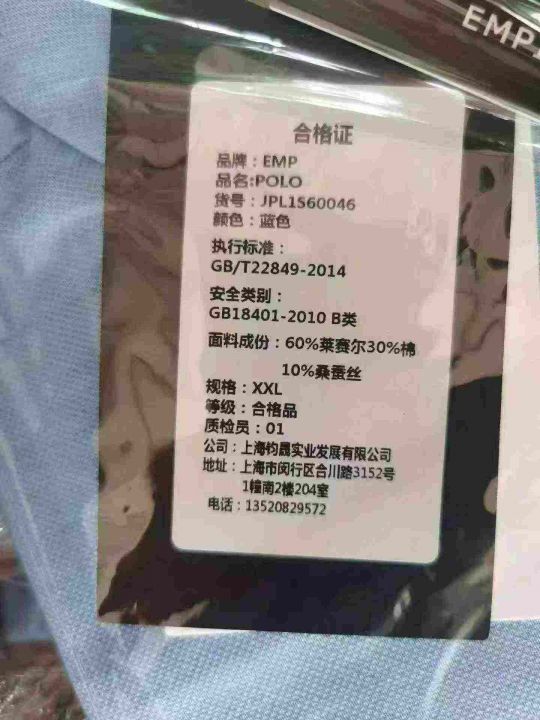 EMP
合格证
品牌：EMP
品名:POLO
货号：JPL1560046
颜色：蓝色
执行标准：
GB/T22849-2014
安全类别：
GB18401-2010 B类
面料成份：60%莱赛尔30%棉
10%桑蚕丝
规格：XXL
等级：合格品
质检员：01
公司：上海钧晟实业发展有限公司
地址：上海市闵行区合川路3152号
1幢南2楼204室
电话：13520829572